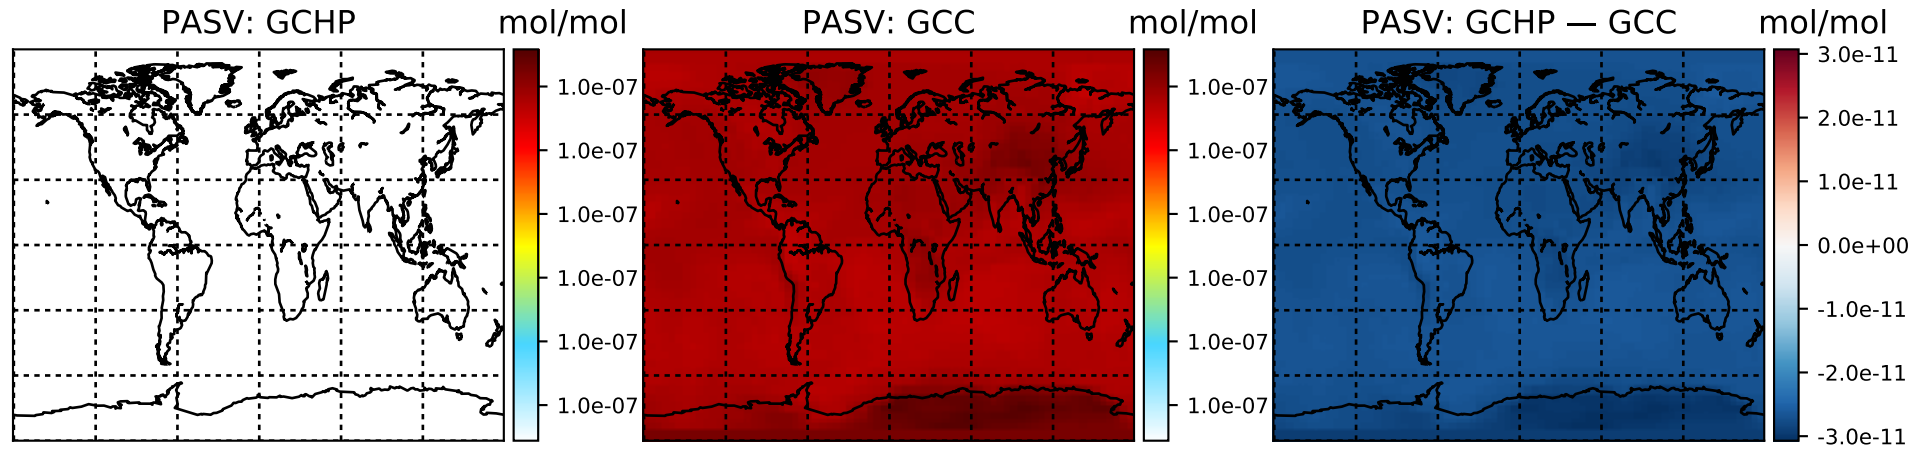 PASV: GCHP
mol/mol
1.0e-07
1.0e-07
1.0e-07
1.0e-07
1.0e-07
1.0e-07
PASV: GCC
mol/mol
1.0e-07
1.0e-07
1.0e-07
1.0e-07
1.0e-07
1.0e-07
PASV: GCHP — GCC
mol/mol
3.0e-11
2.0e-11
1.0e-11
0.0e+00
-1.0e-11
-2.0e-11
-3.0e-11